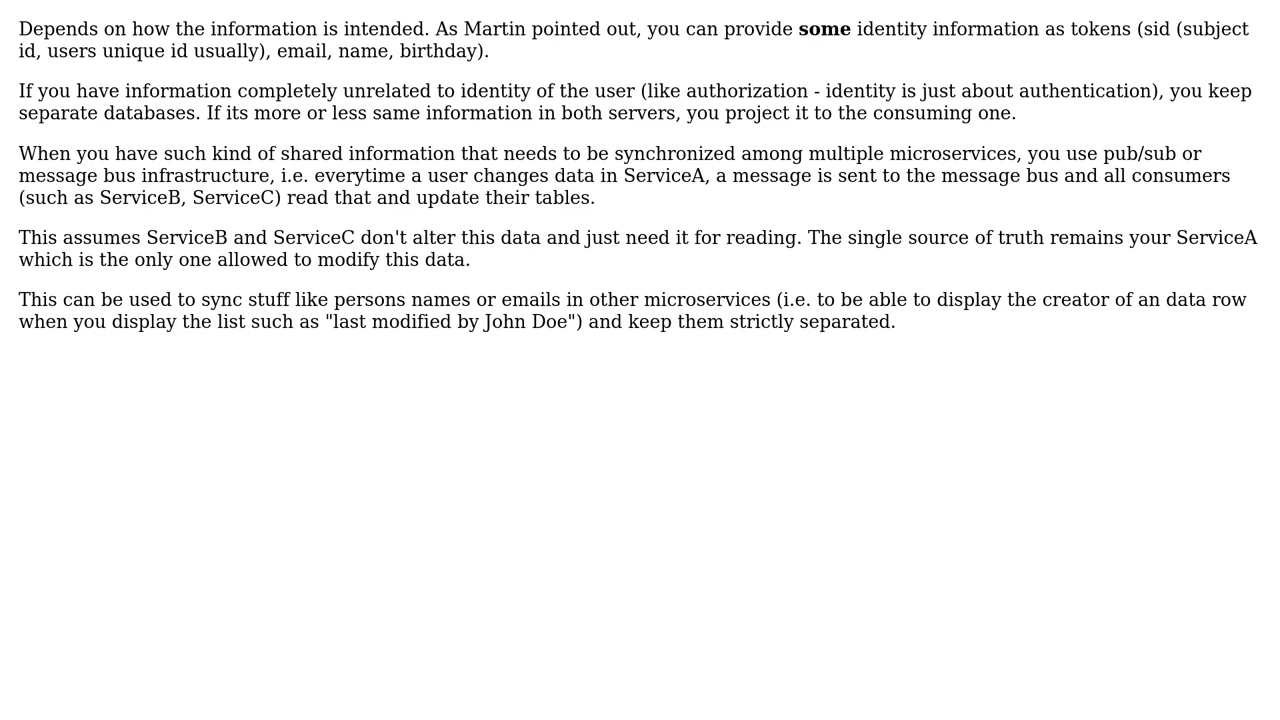 Depends on how the information is intended. As Martin pointed out, you can provide some identity information as tokens (sid (subject
id, users unique id usually), email, name, birthday).
If you have information completely unrelated to identity of the user (like authorization - identity is just about authentication), you keep
separate databases. If its more or less same information in both servers, you project it to the consuming one.
When you have such kind of shared information that needs to be synchronized among multiple microservices, you use pub/sub or
message bus infrastructure, i.e. everytime a user changes data in ServiceA, a message is sent to the message bus and all consumers
(such as ServiceB, ServiceC) read that and update their tables.
This assumes ServiceB and ServiceC don't alter this data and just need it for reading. The single source of truth remains your ServiceA
which is the only one allowed to modify this data.
This can be used to sync stuff like persons names or emails in other microservices (i.e. to be able to display the creator of an data row
when you display the list such as "last modified by John Doe") and keep them strictly separated.